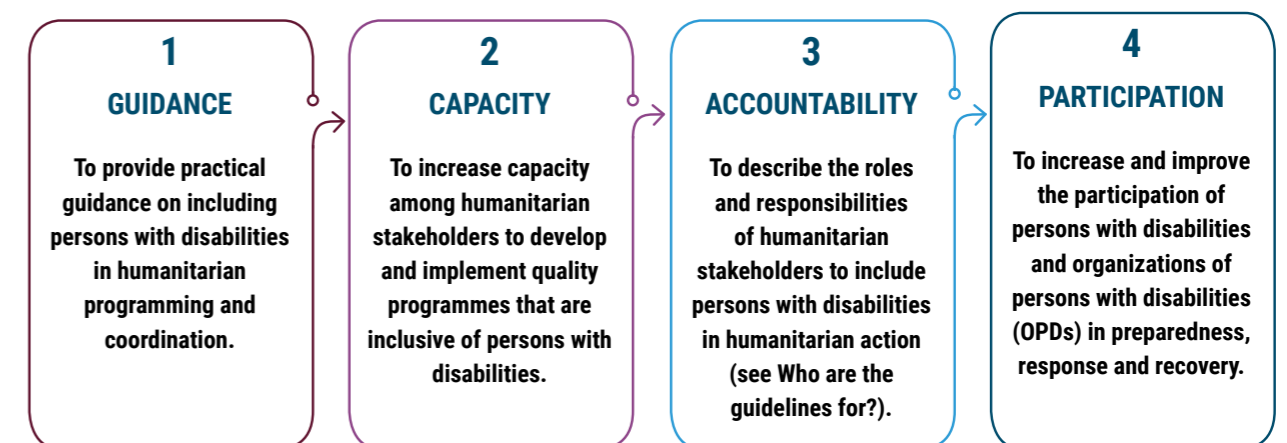 1
GUIDANCE
To provide practical
guidance on including
persons with disabilities
in humanitarian
programming and
coordination.
2
CAPACITY
To increase capacity
among humanitarian
stakeholders to develop
and implement quality
programmes that are
inclusive of persons with
disabilities.
3
ACCOUNTABILITY
To describe the roles
and responsibilities
of humanitarian
stakeholders to include
persons with disabilities
in humanitarian action
(see Who are the
guidelines for?).
4
PARTICIPATION
To increase and improve
the participation of
persons with disabilities
and organizations of
persons with disabilities
(OPDs) in preparedness,
response and recovery.